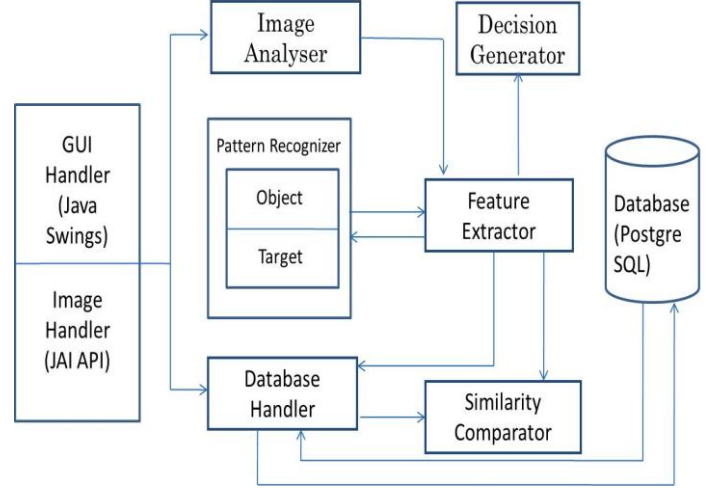 Image
Analyser
Decision
Generator
GUI
Handler
(Java
Swings)
Image
Handler
(JAI API)
Pattern Recognizer
Object
Target
Feature
Extractor
Database
(Postgre
SQL)
Database
Handler
Similarity
Comparator